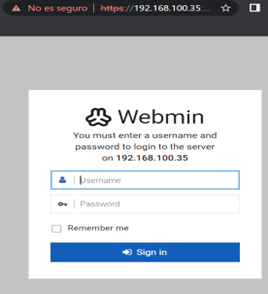 No es seguro | https://192.168.100.35:...
Webmin
You must enter a username and
password to login to the server
on 192.168.100.35
Username
Password
Remember me
Sign in